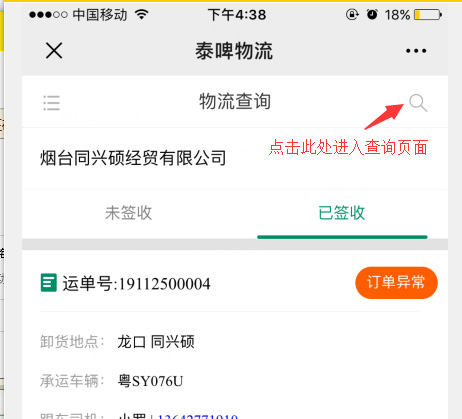 中国移动 下午4:38 18%
泰啤物流
物流查询
点击此处进入查询页面
烟台同兴硕经贸有限公司
未签收 已签收
运单号:19112500004 订单异常
卸货地点： 龙口 同兴硕
承运车辆： 粤SY076U